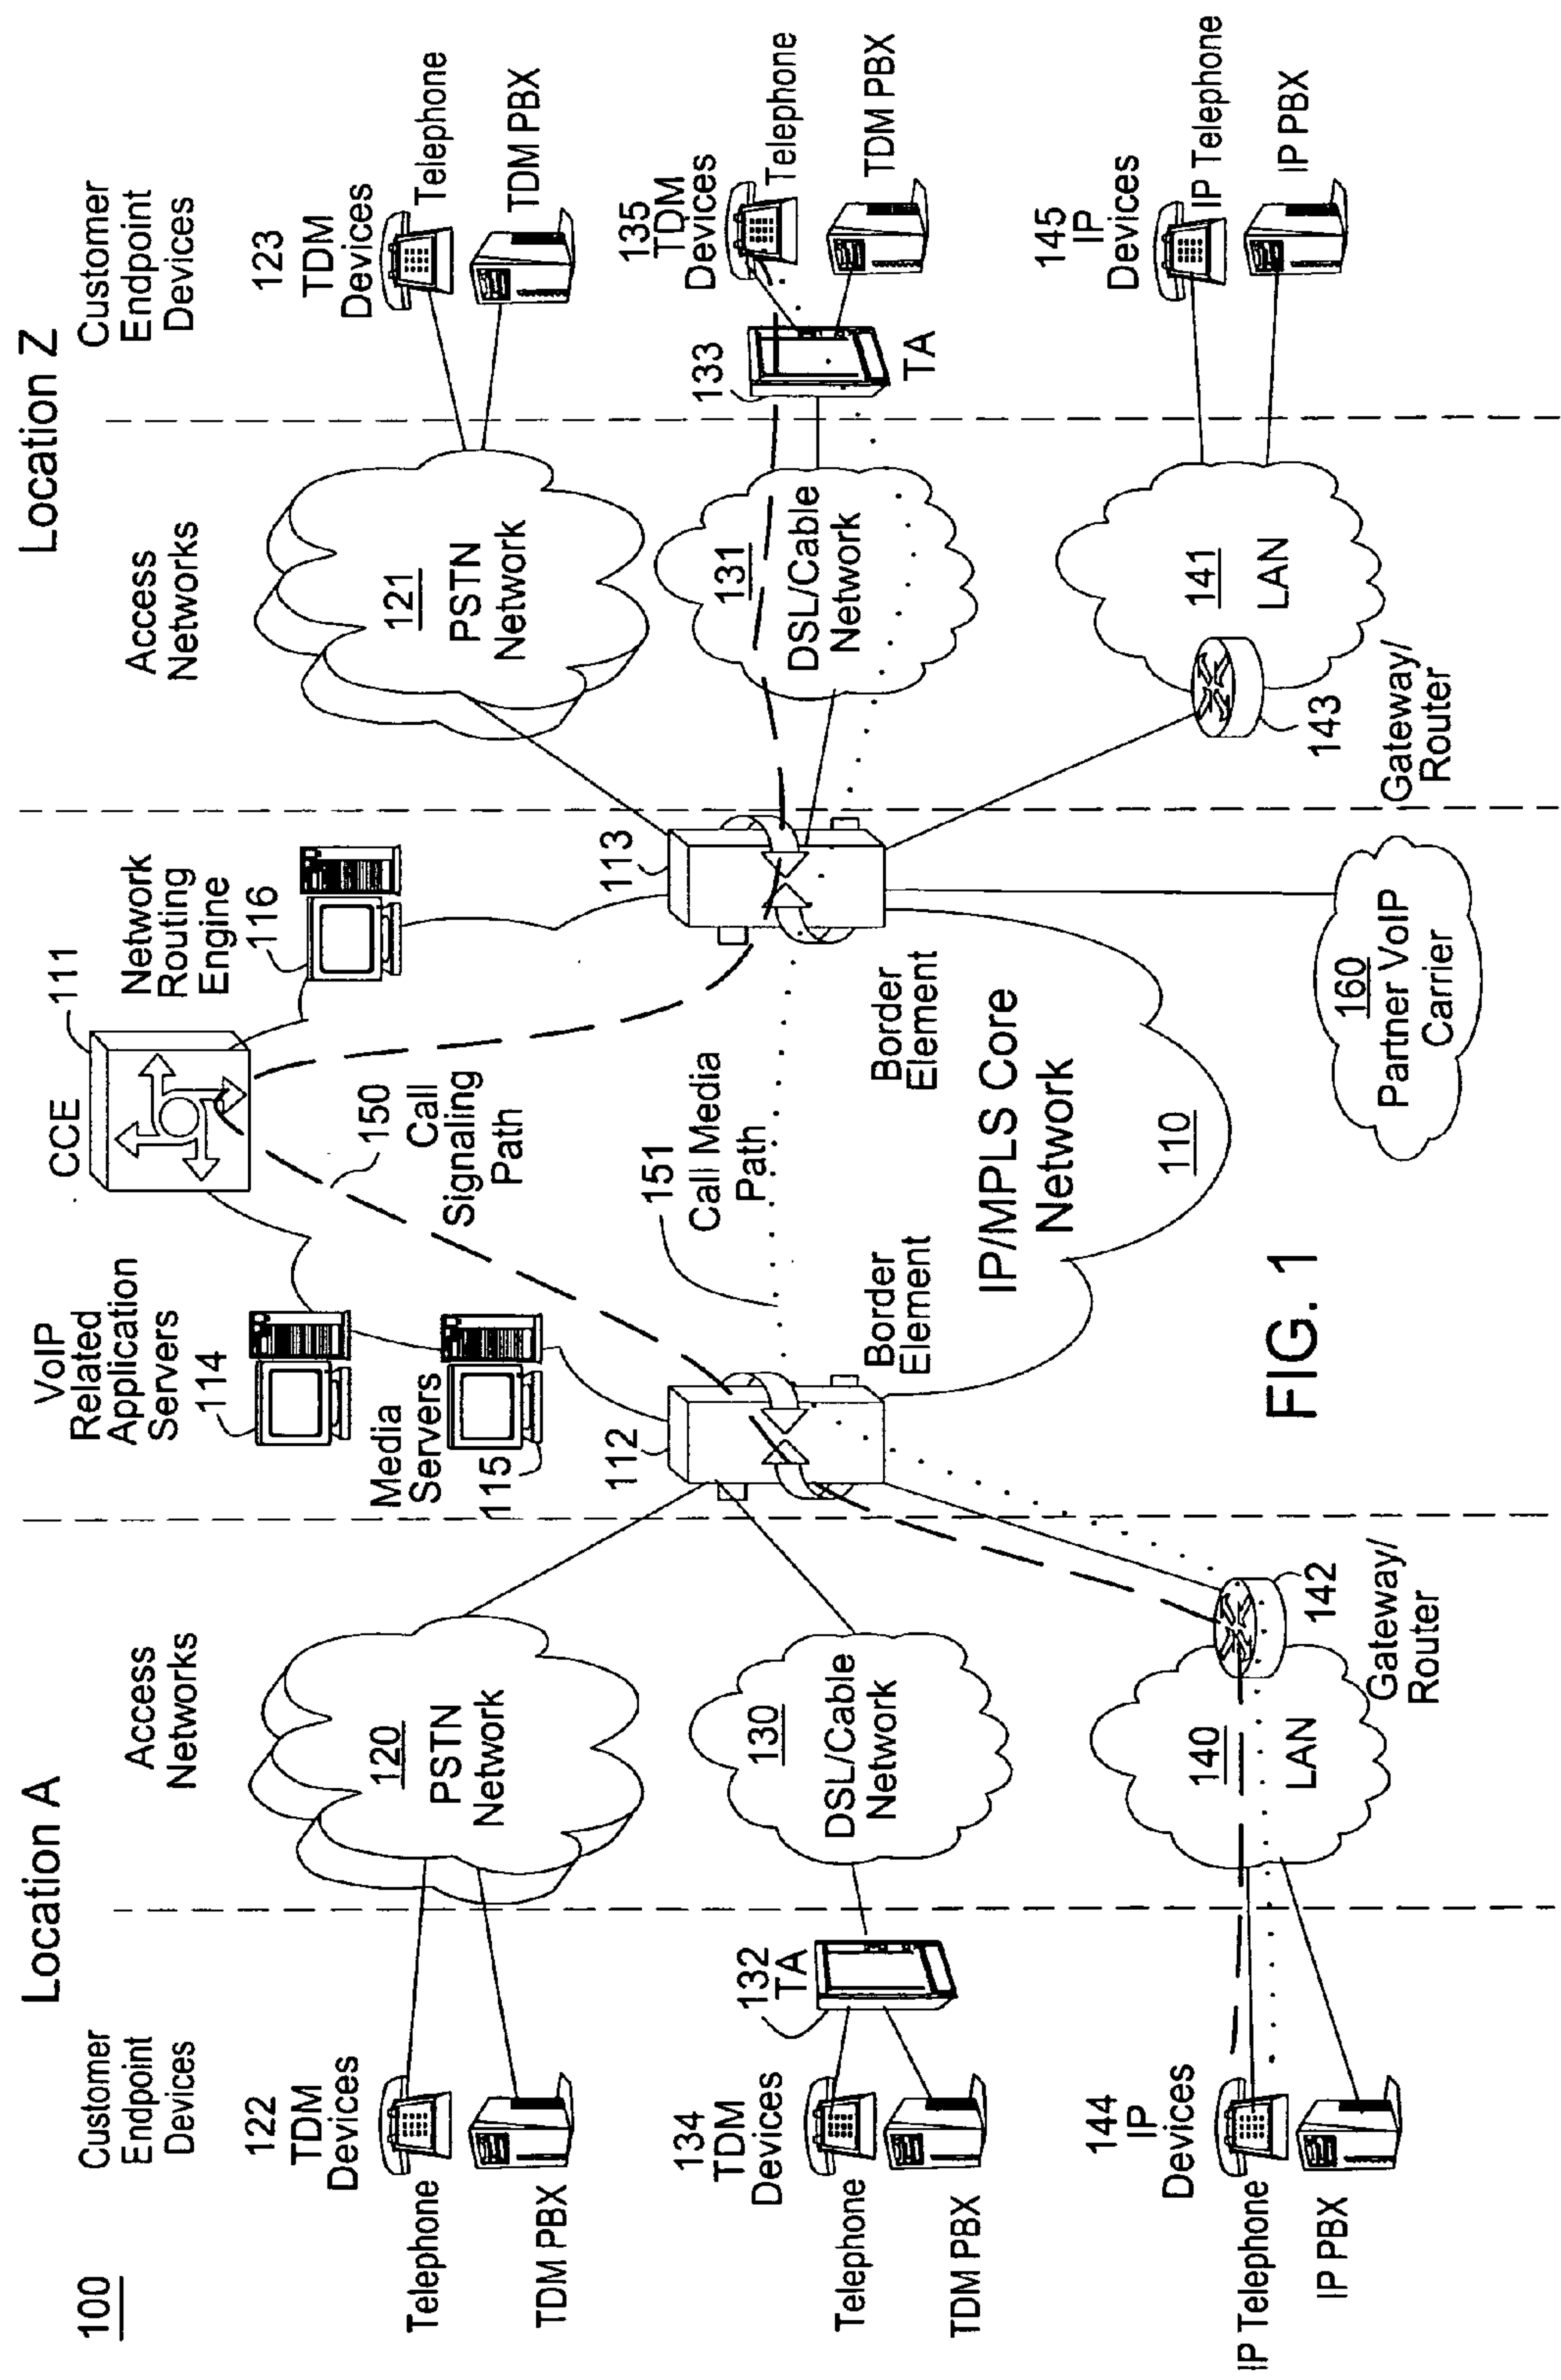 100
Location A
Location Z
Customer
Endpoint
Devices
Access
Networks
VoIP
Related
Application
Servers
114
CCE
111
Network
Routing
Engine
116
Access
Networks
Customer
Endpoint
Devices
122
TDM
Devices
Telephone
TDM PBX
120
PSTN
Network
Media
Servers
115
150
Call
Signaling
Path
121
PSTN
Network
123
TDM
Devices
Telephone
TDM PBX
134
TDM
Devices
Telephone
TDM PBX
132
TA
130
DSL/Cable
Network
112
Border
Element
151
Call Media
Path
113
Border
Element
131
DSL/Cable
Network
133
TA
135
TDM
Devices
Telephone
TDM PBX
IP/MPLS Core
Network
110
144
IP
Devices
IP Telephone
IP PBX
140
LAN
142
Gateway/
Router
160
Partner VoIP
Carrier
143
Gateway/
Router
141
LAN
145
IP
Devices
IP Telephone
IP PBX
FIG. 1